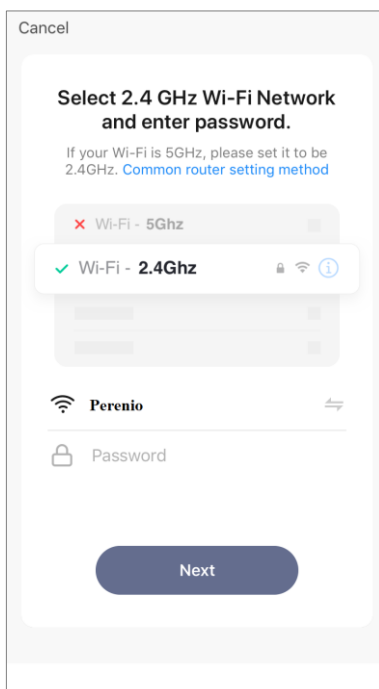 Cancel
Select 2.4 GHz Wi-Fi Network
and enter password.
If your Wi-Fi is 5GHz, please set it to be
2.4GHz. Common router setting method
Wi-Fi - 5Ghz
Wi-Fi - 2.4Ghz
Perenio
Password
Next